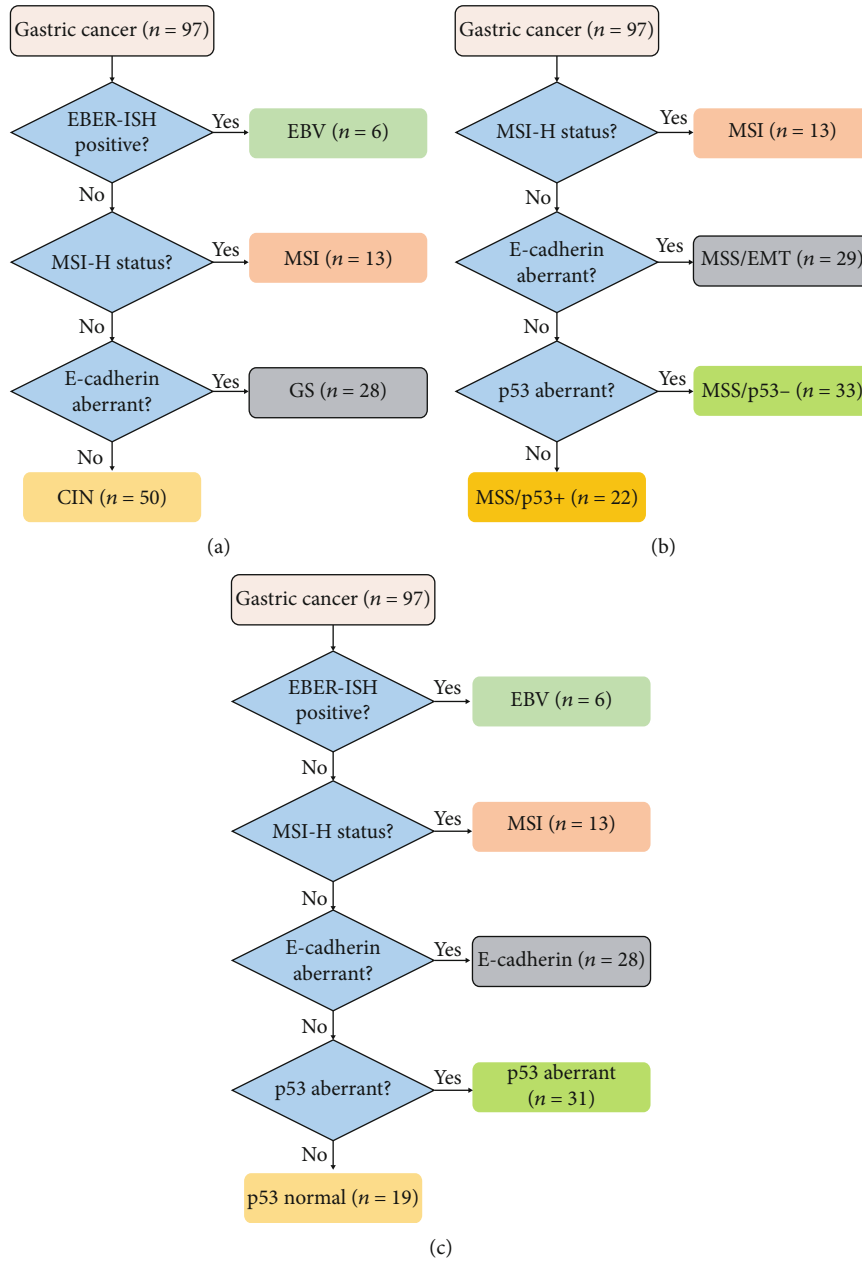 Gastric cancer (n = 97)
EBER-ISH
positive?
Yes
EBV (n = 6)
No
MSI-H status?
Yes
MSI (n = 13)
No
E-cadherin
aberrant?
Yes
GS (n = 28)
No
CIN (n = 50)
(a)
Gastric cancer (n = 97)
MSI-H status?
Yes
MSI (n = 13)
No
E-cadherin
aberrant?
Yes
MSS/EMT (n = 29)
No
p53 aberrant?
Yes
MSS/p53– (n = 33)
No
MSS/p53+ (n = 22)
(b)
Gastric cancer (n = 97)
EBER-ISH
positive?
Yes
EBV (n = 6)
No
MSI-H status?
Yes
MSI (n = 13)
No
E-cadherin
aberrant?
Yes
E-cadherin (n = 28)
No
p53 aberrant?
Yes
p53 aberrant
(n = 31)
No
p53 normal (n = 19)
(c)